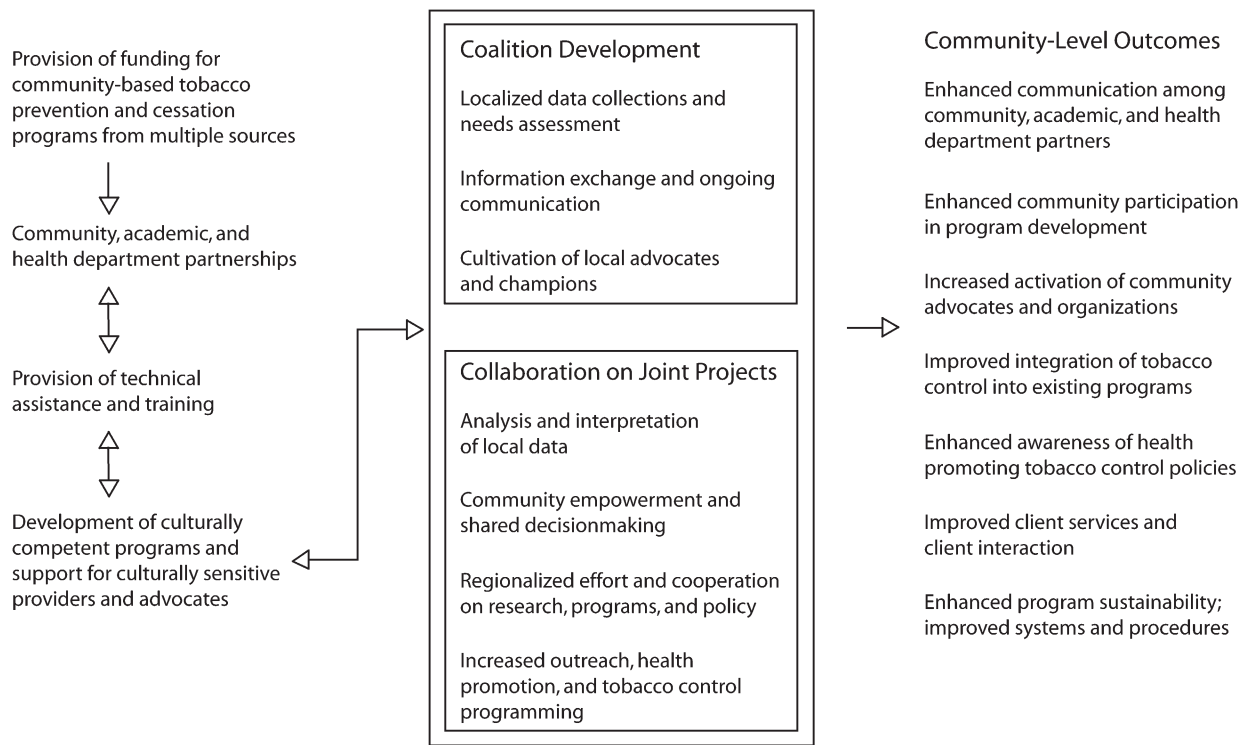 Provision of funding for
community-based tobacco
prevention and cessation
programs from multiple sources
Community, academic, and
health department partnerships
Provision of technical
assistance and training
Development of culturally
competent programs and
support for culturally sensitive
providers and advocates
Coalition Development
Localized data collections and
needs assessment
Information exchange and ongoing
communication
Cultivation of local advocates
and champions
Collaboration on Joint Projects
Analysis and interpretation
of local data
Community empowerment and
shared decisionmaking
Regionalized effort and cooperation
on research, programs, and policy
Increased outreach, health
promotion, and tobacco control
programming
Community-Level Outcomes
Enhanced communication among
community, academic, and health
department partners
Enhanced community participation
in program development
Increased activation of community
advocates and organizations
Improved integration of tobacco
control into existing programs
Enhanced awareness of health
promoting tobacco control policies
Improved client services and
client interaction
Enhanced program sustainability;
improved systems and procedures